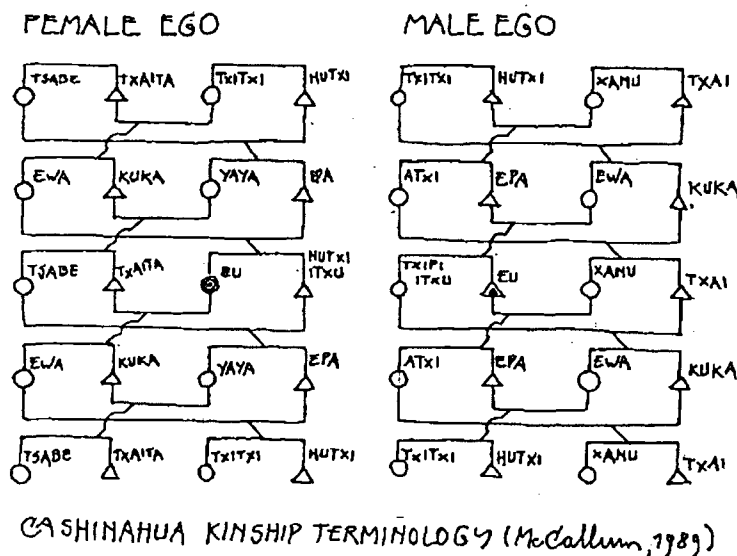 FEMALE EGO MALE EGO
TSABE TXAITA TXITXI HUTXI TXITXI HUTXI XANU TXAI
EWA KUKA YAYA EPA ATXI EPA EWA KUKA
TSABE TXAITA EU HUTXI ITXU TXIPI ITXU EU XANU TXAI
EWA KUKA YAYA EPA ATXI EPA EWA KUKA
TSABE TXAITA TXITXI HUTXI TXITXI HUTXI XANU TXAI
CASHINAHUA KINSHIP TERMINOLOGY (McCallum, 1989)